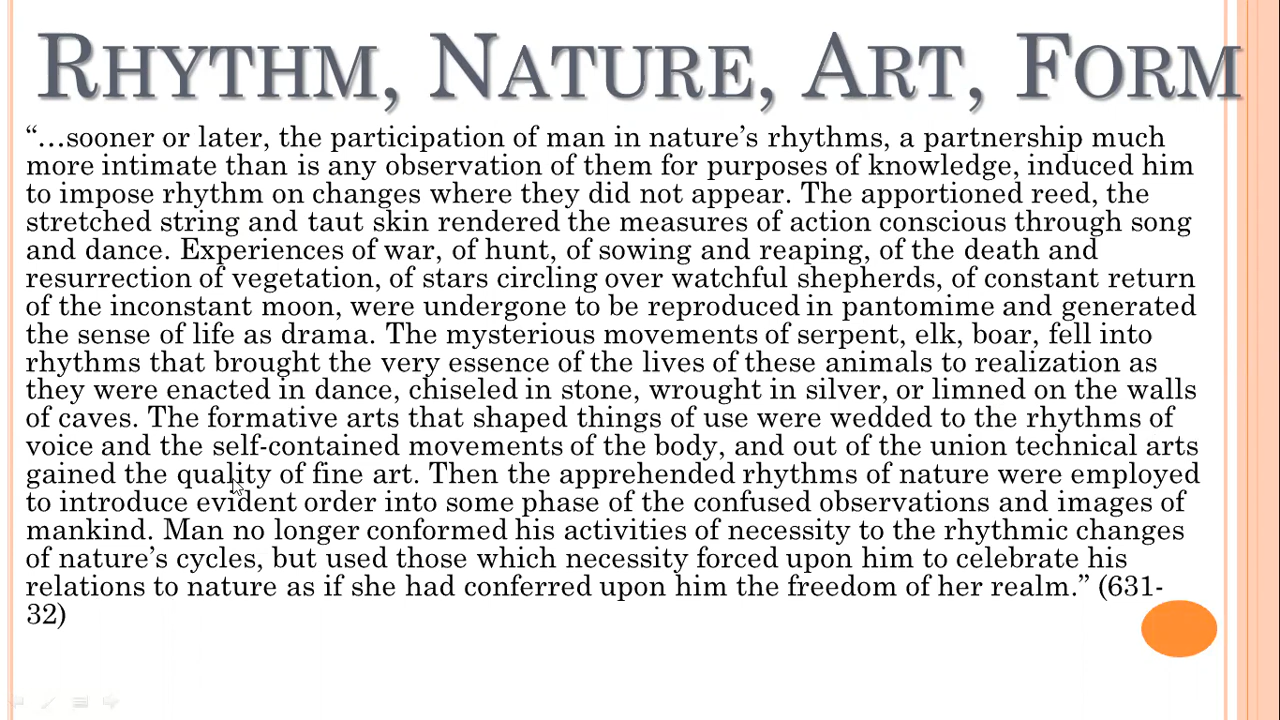 RHYTHM, NATURE, ART, FORM
“…sooner or later, the participation of man in nature’s rhythms, a partnership much
more intimate than is any observation of them for purposes of knowledge, induced him
to impose rhythm on changes where they did not appear. The apportioned reed, the
stretched string and taut skin rendered the measures of action conscious through song
and dance. Experiences of war, of hunt, of sowing and reaping, of the death and
resurrection of vegetation, of stars circling over watchful shepherds, of constant return
of the inconstant moon, were undergone to be reproduced in pantomime and generated
the sense of life as drama. The mysterious movements of serpent, elk, boar, fell into
rhythms that brought the very essence of the lives of these animals to realization as
they were enacted in dance, chiseled in stone, wrought in silver, or limned on the walls
of caves. The formative arts that shaped things of use were wedded to the rhythms of
voice and the self-contained movements of the body, and out of the union technical arts
gained the quality of fine art. Then the apprehended rhythms of nature were employed
to introduce evident order into some phase of the confused observations and images of
mankind. Man no longer conformed his activities of necessity to the rhythmic changes
of nature’s cycles, but used those which necessity forced upon him to celebrate his
relations to nature as if she had conferred upon him the freedom of her realm.” (631-
32)